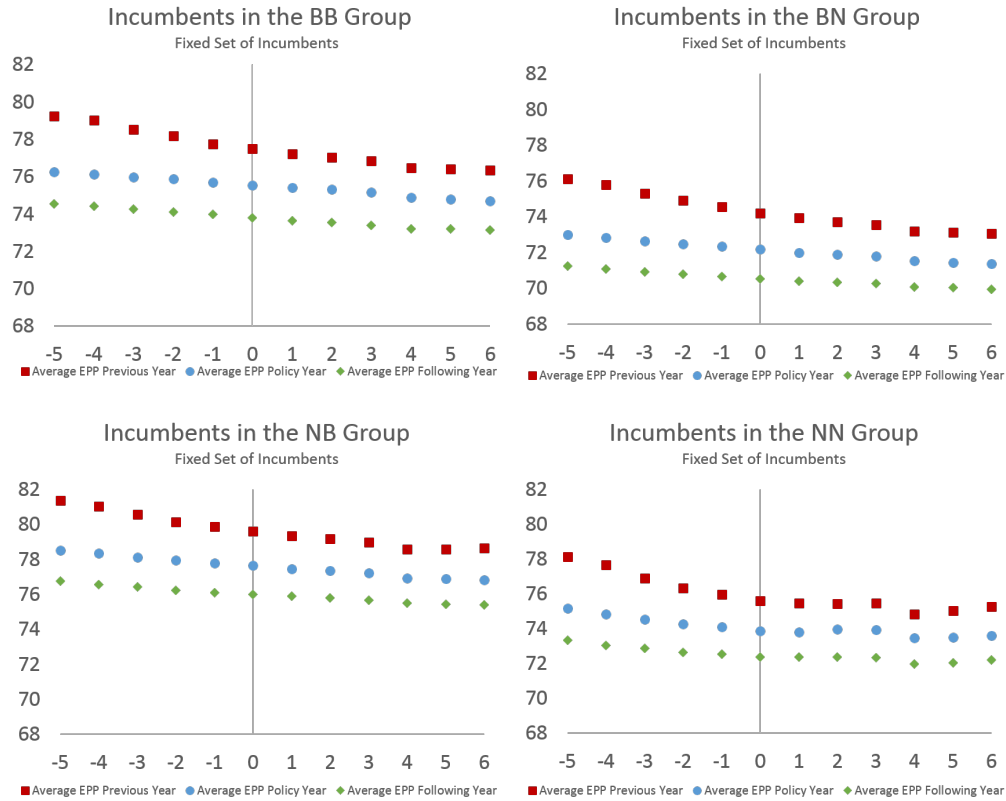 Incumbents in the BB Group
Fixed Set of Incumbents
82
80
78
76
74
72
70
68
-5 -4 -3 -2 -1 0 1 2 3 4 5 6
Average EPP Previous Year Average EPP Policy Year Average EPP Following Year
Incumbents in the BN Group
Fixed Set of Incumbents
82
80
78
76
74
72
70
68
-5 -4 -3 -2 -1 0 1 2 3 4 5 6
Average EPP Previous Year Average EPP Policy Year Average EPP Following Year
Incumbents in the NB Group
Fixed Set of Incumbents
82
80
78
76
74
72
70
68
-5 -4 -3 -2 -1 0 1 2 3 4 5 6
Average EPP Previous Year Average EPP Policy Year Average EPP Following Year
Incumbents in the NN Group
Fixed Set of Incumbents
82
80
78
76
74
72
70
68
-5 -4 -3 -2 -1 0 1 2 3 4 5 6
Average EPP Previous Year Average EPP Policy Year Average EPP Following Year